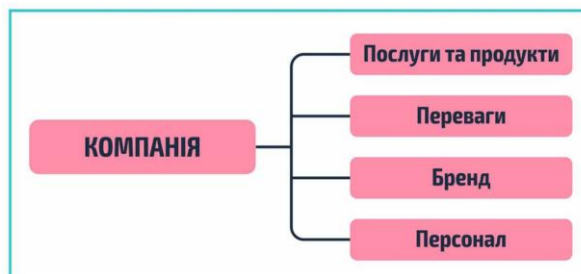 Послуги та продукти
Переваги
КОМПАНІЯ
Бренд
Персонал